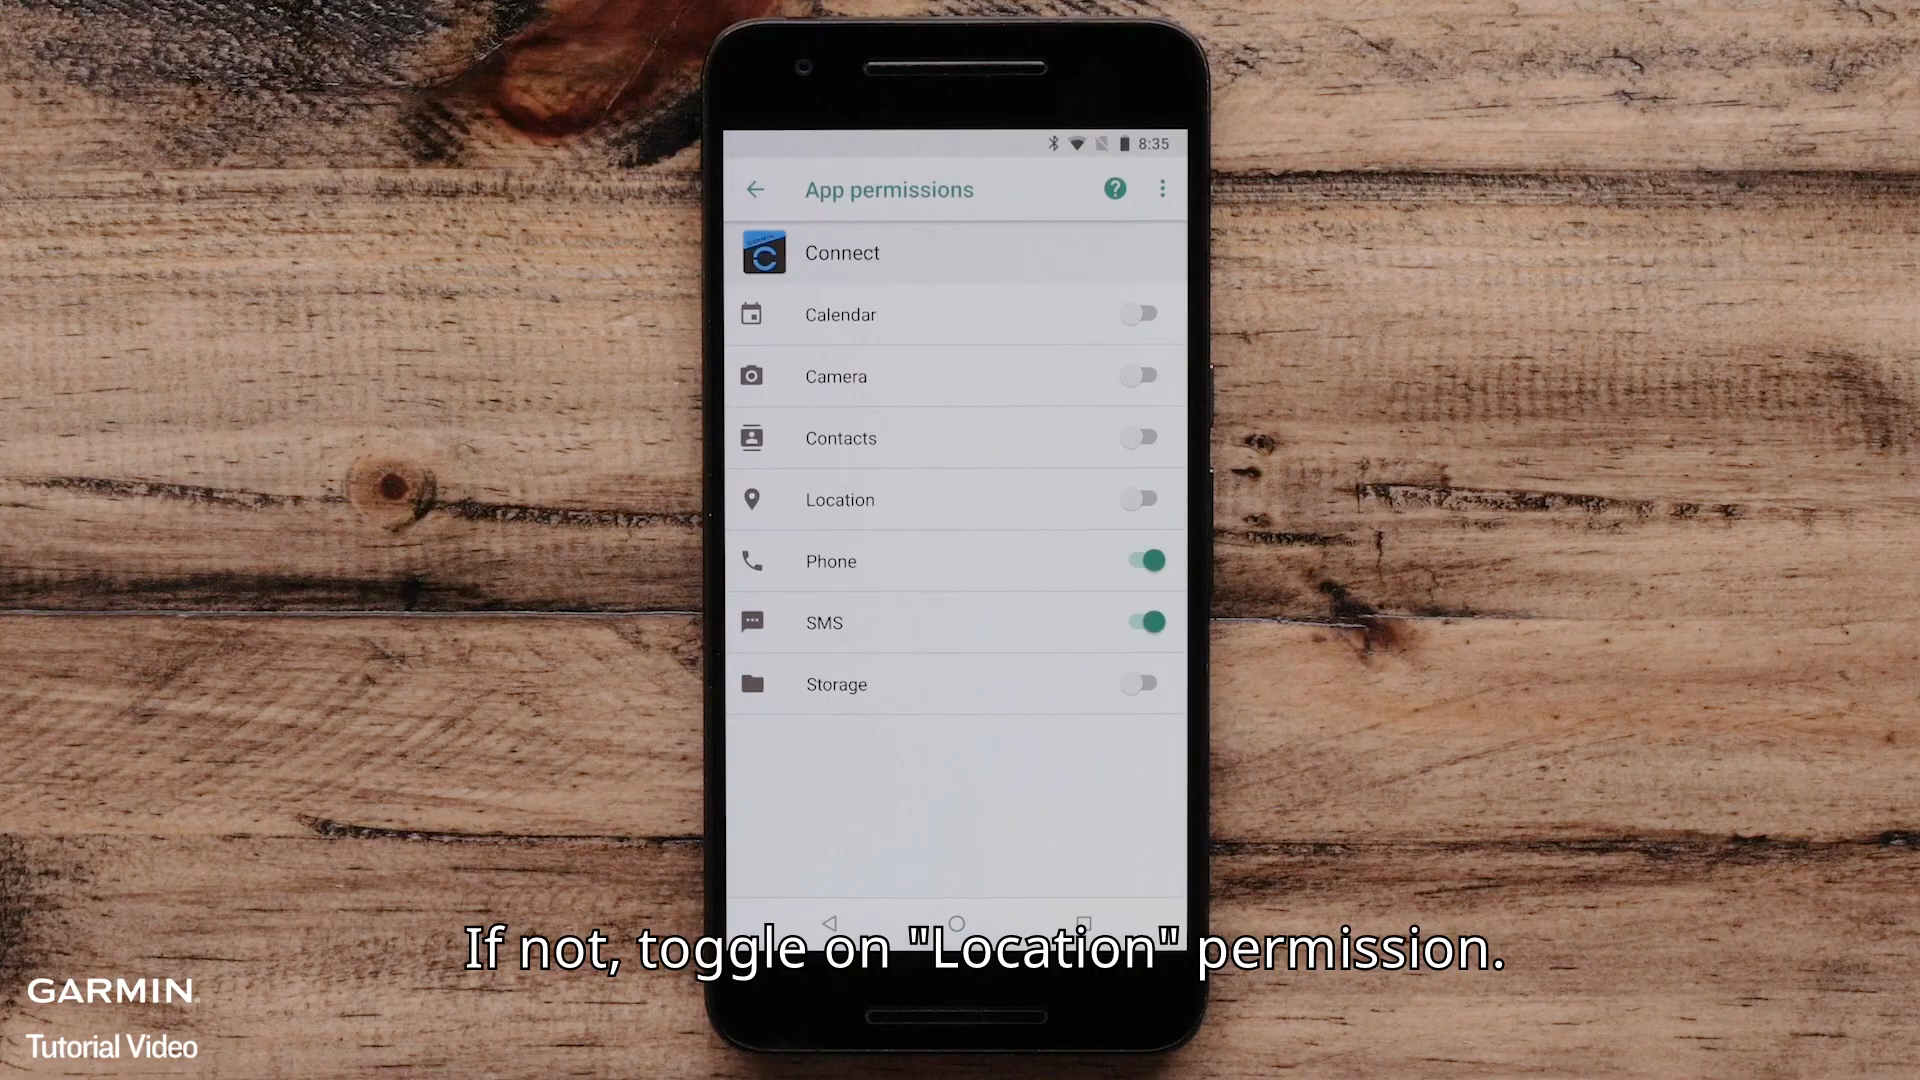 8:35
App permissions
GARMIN
Connect
Calendar
Camera
Contacts
Location
Phone
SMS
Storage
If not, toggle on "Location" permission.
GARMIN
Tutorial Video